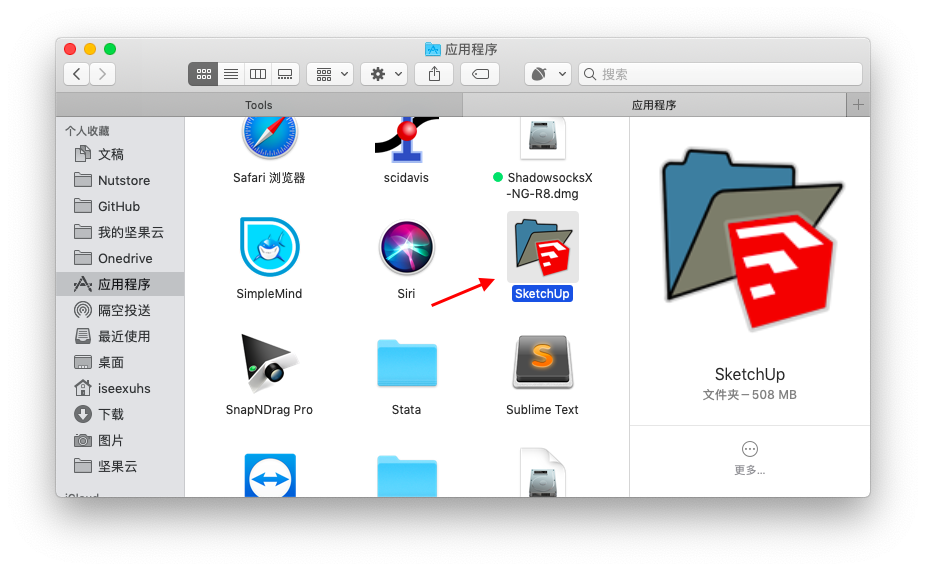 应用程序
搜索
Tools
应用程序
个人收藏
文稿
Nutstore
GitHub
我的坚果云
Onedrive
应用程序
隔空投送
最近使用
桌面
iseexuhs
下载
图片
坚果云
iCloud
Safari 浏览器
scidavis
ShadowsocksX
-NG-R8.dmg
SimpleMind
Siri
SketchUp
SnapNDrag Pro
Stata
Sublime Text
SketchUp
文件夹 – 508 MB
更多...